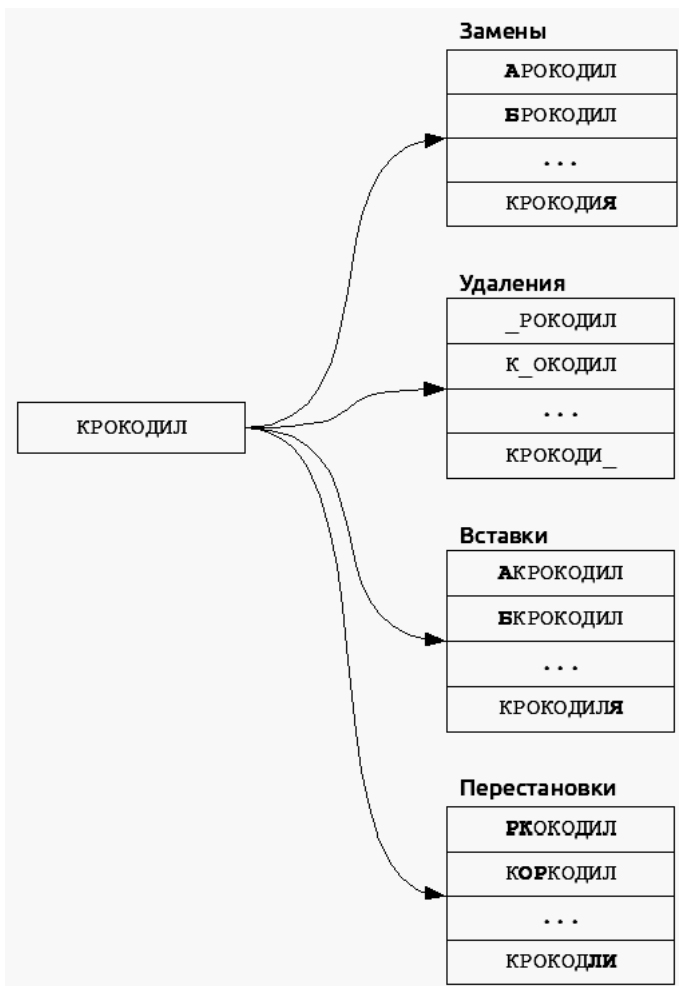 Замены
АРОКОДИЛ
БРОКОДИЛ
...
КРОКОДИЯ
Удаления
_РОКОДИЛ
К_ОКОДИЛ
...
КРОКОДИ_
КРОКОДИЛ
Вставки
АКРОКОДИЛ
БКРОКОДИЛ
...
КРОКОДИЛЯ
Перестановки
РКОКОДИЛ
КОРКОДИЛ
...
КРОКОДЛИ